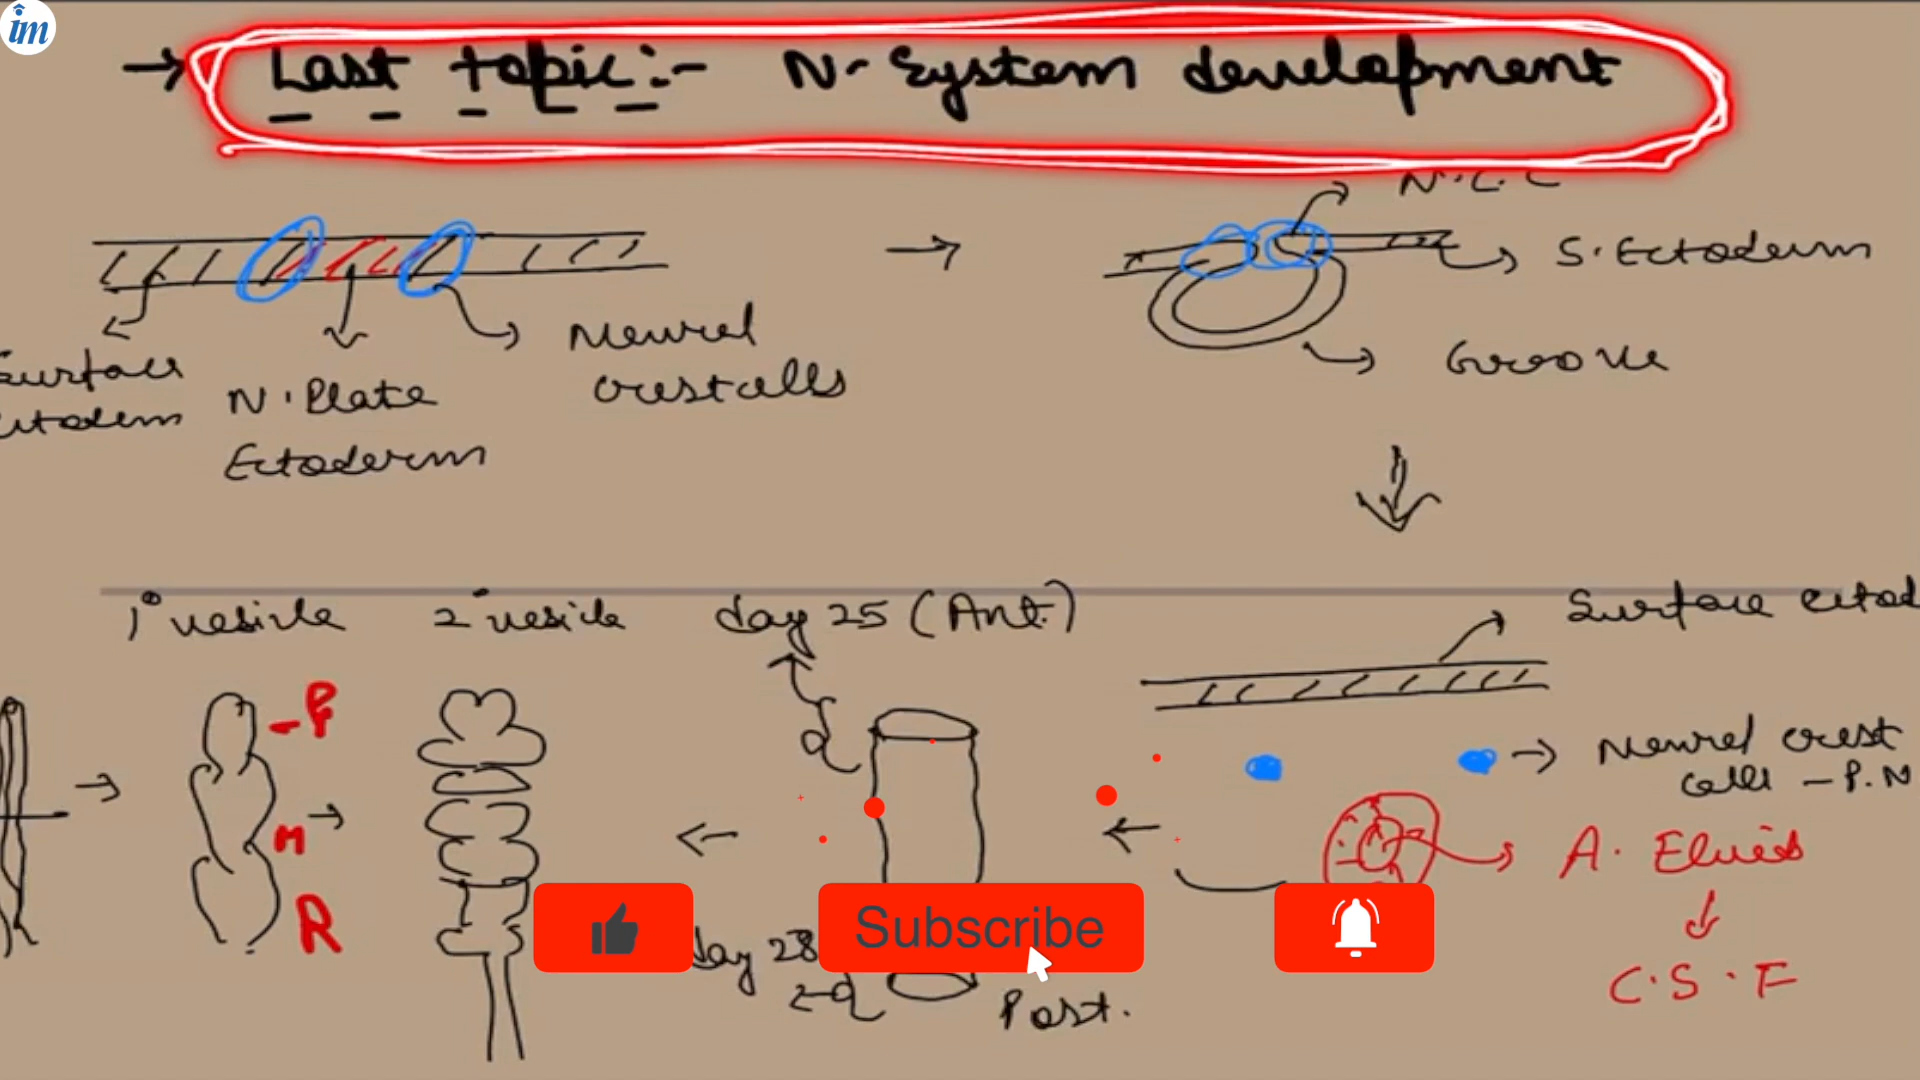 im
→ Last topic:- N-System development
N.C.C
S.Ectoderm
Groove
Surface
Ectoderm
N.Plate
Ectoderm
Neural
crest cells
1° vesicle
2° vesicle
day 25 (Ant.)
Surface ectod
Neural crest
cells - P.N
A. Fluid
C.S.F
- P
M
R
day 28
Post.
Subscribe